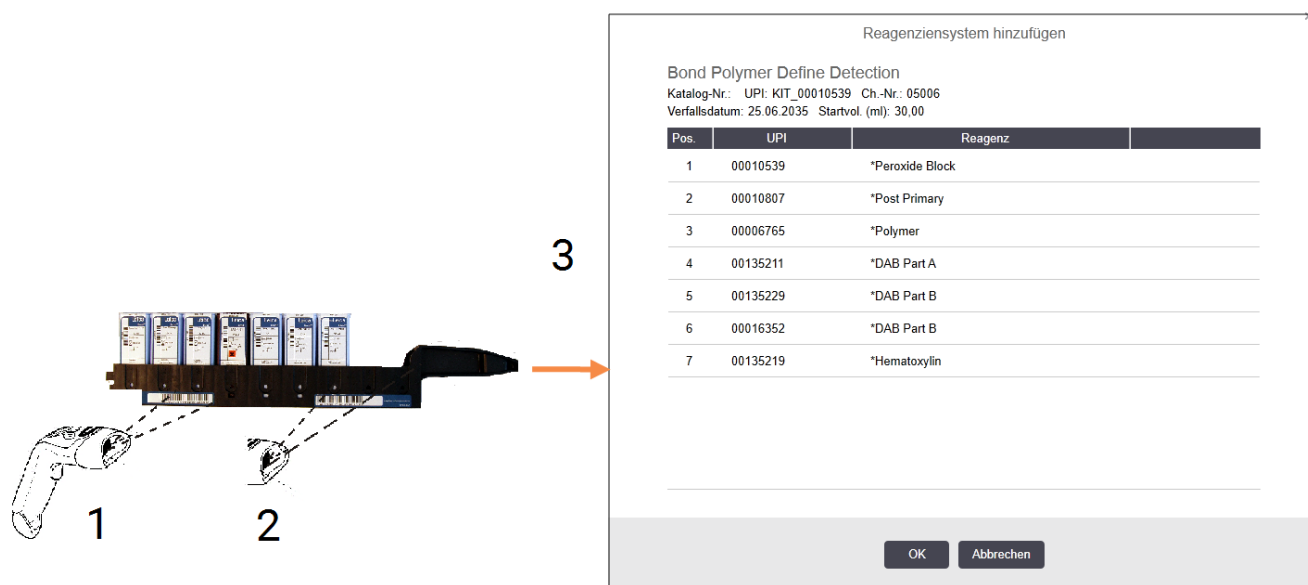 Reagenziensystem hinzufügen
Bond Polymer Define Detection
Katalog-Nr.: UPI: KIT_00010539 Ch.-Nr.: 05006
Verfallsdatum: 25.06.2035 Startvol. (ml): 30,00
Pos. UPI Reagenz
1 00010539 *Peroxide Block
2 00010807 *Post Primary
3 00006765 *Polymer
4 00135211 *DAB Part A
5 00135229 *DAB Part B
6 00016352 *DAB Part B
7 00135219 *Hematoxylin
OK Abbrechen
3
1
2